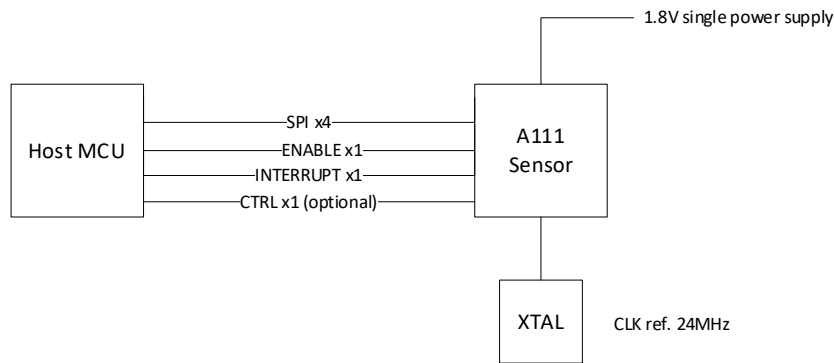 1.8V single power supply
Host MCU
SPI x4
ENABLE x1
INTERRUPT x1
CTRL x1 (optional)
A111
Sensor
XTAL
CLK ref. 24MHz